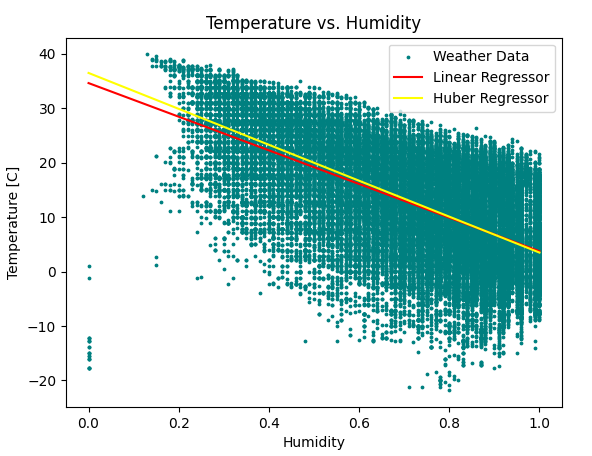 Temperature vs. Humidity
Weather Data
Linear Regressor
Huber Regressor
Temperature [C]
40
30
20
10
0
−10
−20
0.0 0.2 0.4 0.6 0.8 1.0
Humidity